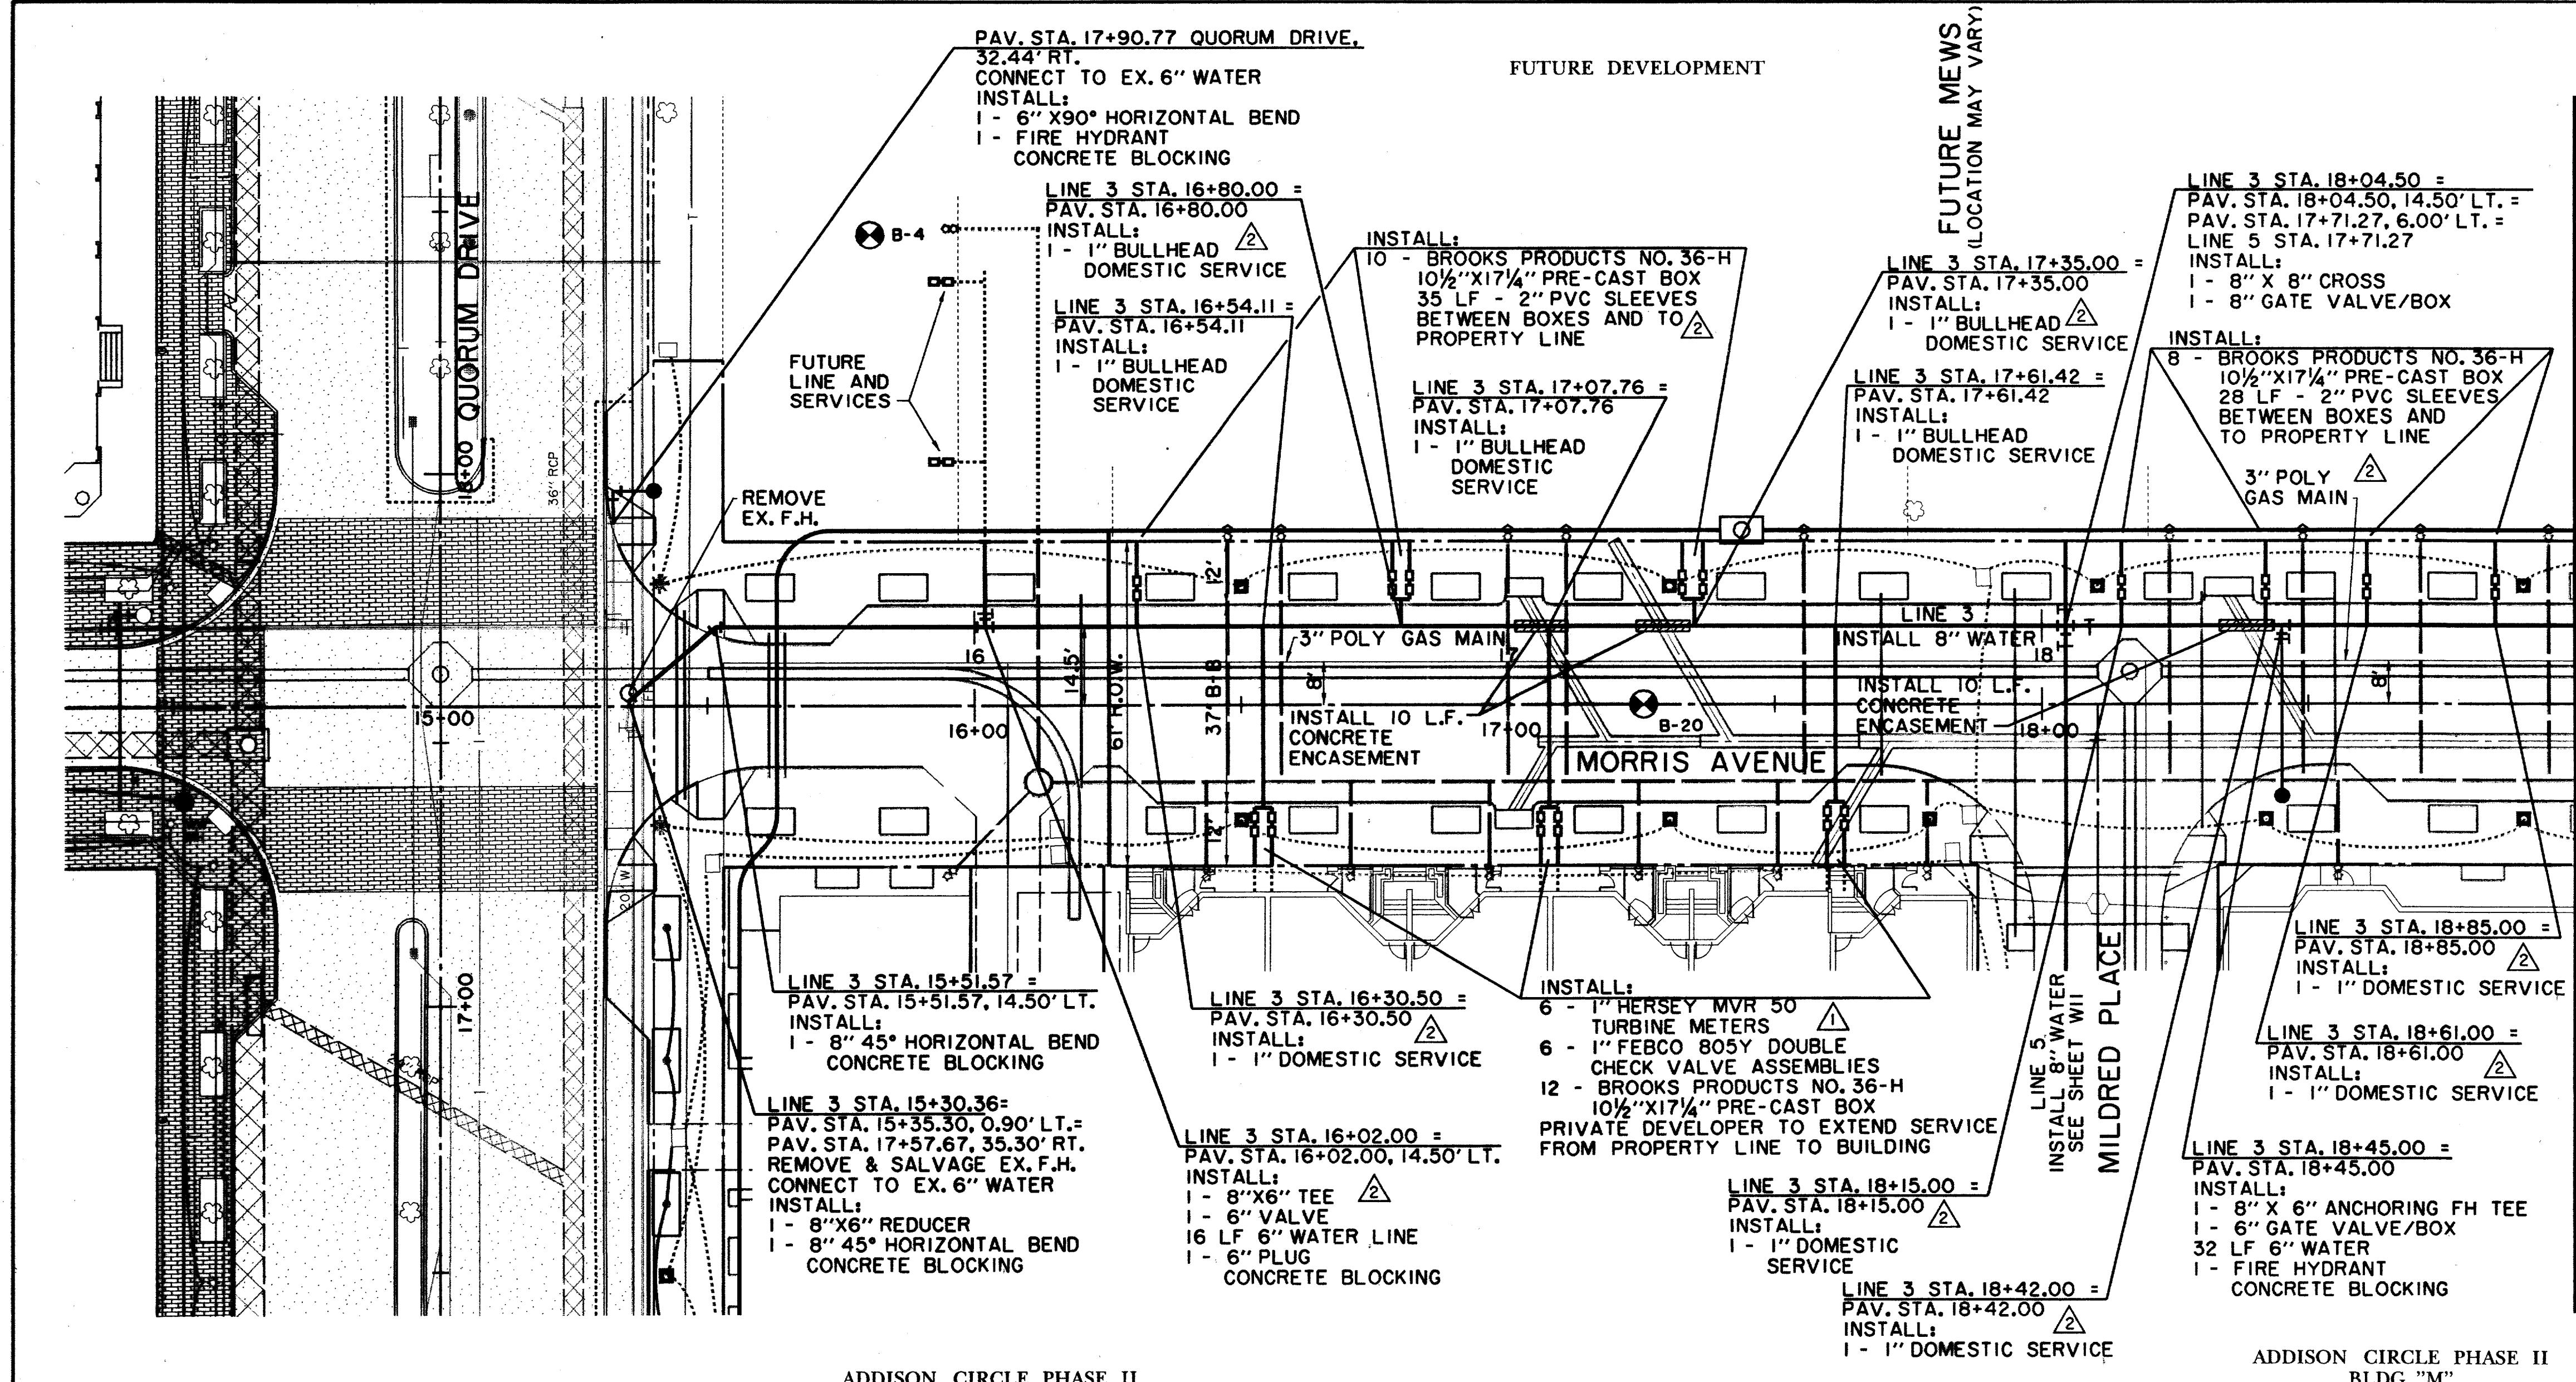 PAV. STA. 17+90.77 QUORUM DRIVE,
32.44' RT.
CONNECT TO EX. 6" WATER
INSTALL:
1 - 6" X90° HORIZONTAL BEND
1 - FIRE HYDRANT
CONCRETE BLOCKING
FUTURE DEVELOPMENT
FUTURE MEWS
(LOCATION MAY VARY)
LINE 3 STA. 16+80.00 =
PAV. STA. 16+80.00
INSTALL:
1 - 1" BULLHEAD
DOMESTIC SERVICE
2
B-4
LINE 3 STA. 16+54.11 =
PAV. STA. 16+54.11
INSTALL:
1 - 1" BULLHEAD
DOMESTIC
SERVICE
FUTURE
LINE AND
SERVICES
INSTALL:
10 - BROOKS PRODUCTS NO. 36-H
10½"X17¼" PRE-CAST BOX
35 LF - 2" PVC SLEEVES
BETWEEN BOXES AND TO
PROPERTY LINE
2
LINE 3 STA. 17+07.76 =
PAV. STA. 17+07.76
INSTALL:
1 - 1" BULLHEAD
DOMESTIC
SERVICE
LINE 3 STA. 17+35.00 =
PAV. STA. 17+35.00
INSTALL:
1 - 1" BULLHEAD
DOMESTIC SERVICE
2
LINE 3 STA. 17+61.42 =
PAV. STA. 17+61.42
INSTALL:
1 - 1" BULLHEAD
DOMESTIC SERVICE
LINE 3 STA. 18+04.50 =
PAV. STA. 18+04.50, 14.50' LT. =
PAV. STA. 17+71.27, 6.00' LT. =
LINE 5 STA. 17+71.27
INSTALL:
1 - 8" X 8" CROSS
1 - 8" GATE VALVE/BOX
INSTALL:
8 - BROOKS PRODUCTS NO. 36-H
10½"X17¼" PRE-CAST BOX
28 LF - 2" PVC SLEEVES
BETWEEN BOXES AND
TO PROPERTY LINE
2
3" POLY
GAS MAIN
QUORUM DRIVE
18+00
36" RCP
REMOVE
EX. F.H.
T
12'
LINE 3
INSTALL 8" WATER
T
16
17
18
3" POLY GAS MAIN
14.5'
61' R.O.W.
37' B-B
8'
8'
15+00
16+00
17+00
18+00
INSTALL 10 L.F.
CONCRETE
ENCASEMENT
B-20
INSTALL 10 L.F.
CONCRETE
ENCASEMENT
MORRIS AVENUE
12'
20" W
17+00
LINE 3 STA. 15+51.57 =
PAV. STA. 15+51.57, 14.50' LT.
INSTALL:
1 - 8" 45° HORIZONTAL BEND
CONCRETE BLOCKING
LINE 3 STA. 15+30.36=
PAV. STA. 15+35.30, 0.90' LT.=
PAV. STA. 17+57.67, 35.30' RT.
REMOVE & SALVAGE EX. F.H.
CONNECT TO EX. 6" WATER
INSTALL:
1 - 8"X6" REDUCER
1 - 8" 45° HORIZONTAL BEND
CONCRETE BLOCKING
LINE 3 STA. 16+30.50 =
PAV. STA. 16+30.50
INSTALL:
1 - 1" DOMESTIC SERVICE
2
LINE 3 STA. 16+02.00 =
PAV. STA. 16+02.00, 14.50' LT.
INSTALL:
1 - 8"X6" TEE
1 - 6" VALVE
16 LF 6" WATER LINE
1 - 6" PLUG
CONCRETE BLOCKING
2
INSTALL:
6 - 1" HERSEY MVR 50
TURBINE METERS
1
6 - 1" FEBCO 805Y DOUBLE
CHECK VALVE ASSEMBLIES
12 - BROOKS PRODUCTS NO. 36-H
10½"X17¼" PRE-CAST BOX
PRIVATE DEVELOPER TO EXTEND SERVICE
FROM PROPERTY LINE TO BUILDING
LINE 3 STA. 18+15.00 =
PAV. STA. 18+15.00
INSTALL:
1 - 1" DOMESTIC
SERVICE
2
LINE 3 STA. 18+42.00 =
PAV. STA. 18+42.00
INSTALL:
1 - 1" DOMESTIC SERVICE
2
LINE 5
INSTALL 8" WATER
SEE SHEET W11
MILDRED PLACE
LINE 3 STA. 18+85.00 =
PAV. STA. 18+85.00
INSTALL:
1 - 1" DOMESTIC SERVICE
2
LINE 3 STA. 18+61.00 =
PAV. STA. 18+61.00
INSTALL:
1 - 1" DOMESTIC SERVICE
2
LINE 3 STA. 18+45.00 =
PAV. STA. 18+45.00
INSTALL:
1 - 8" X 6" ANCHORING FH TEE
1 - 6" GATE VALVE/BOX
32 LF 6" WATER
1 - FIRE HYDRANT
CONCRETE BLOCKING
ADDISON CIRCLE PHASE II
ADDISON CIRCLE PHASE II
BLDG "M"